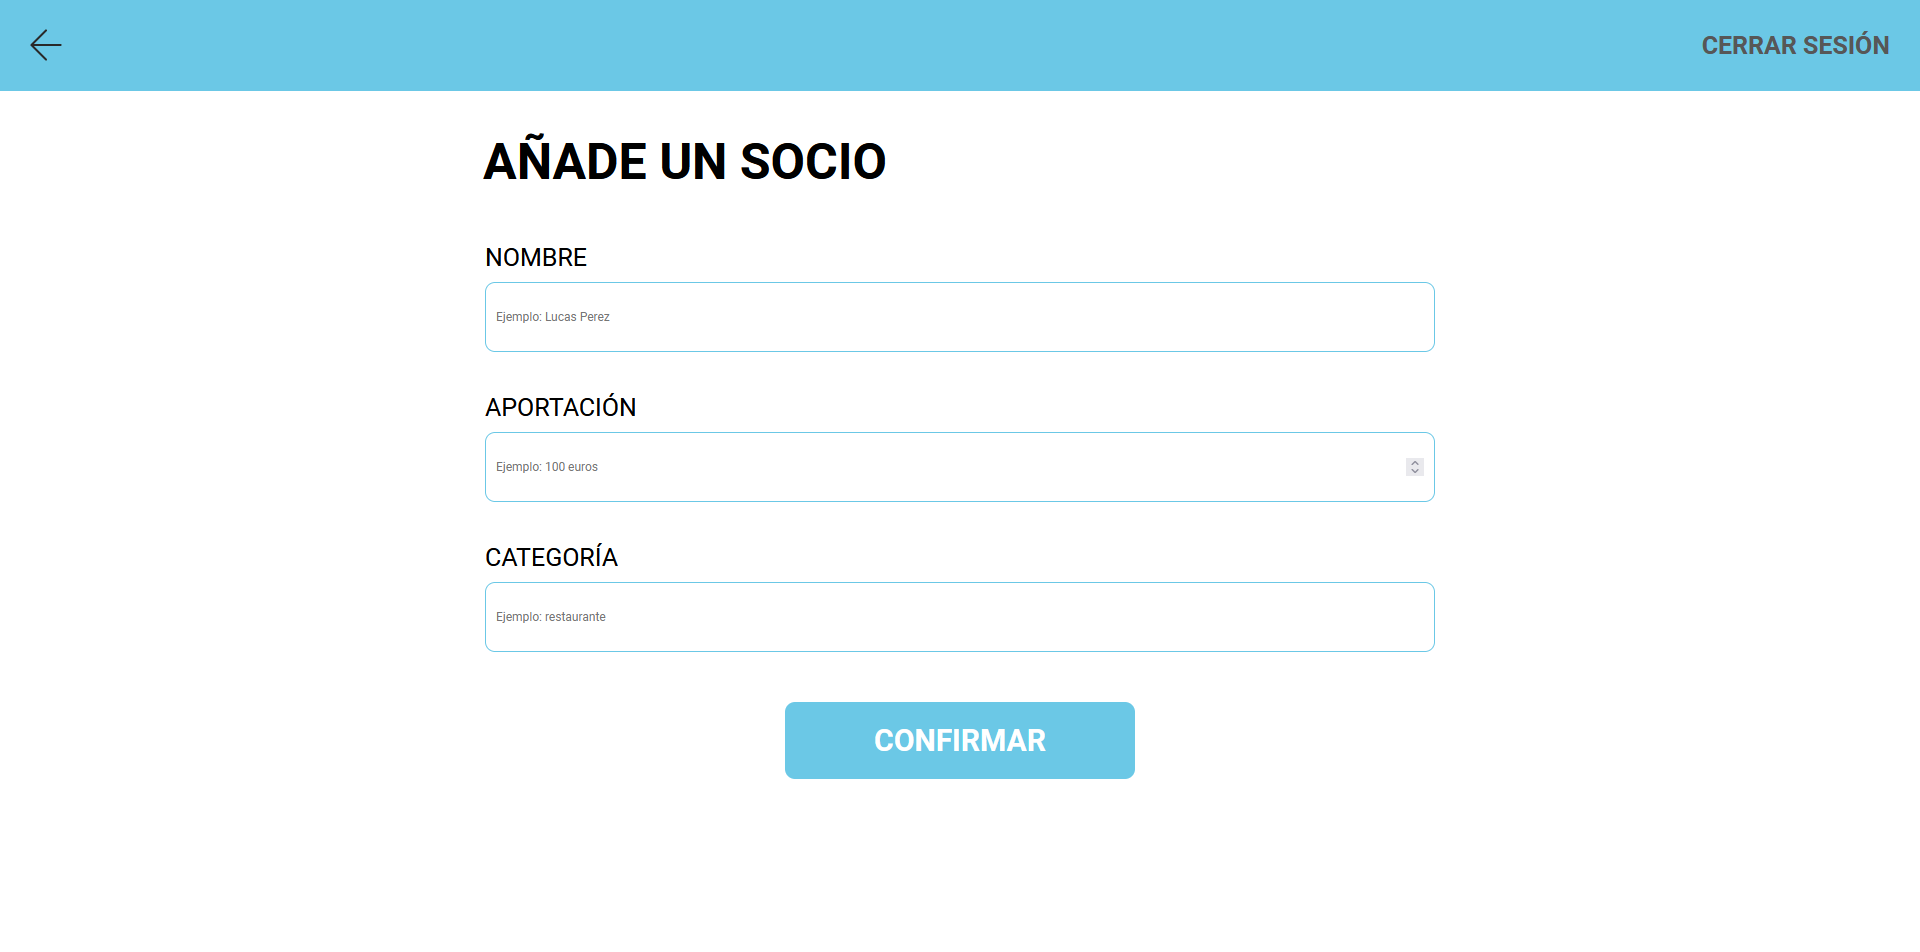 CERRAR SESIÓN
AÑADE UN SOCIO
NOMBRE
Ejemplo: Lucas Perez
APORTACIÓN
Ejemplo: 100 euros
CATEGORÍA
Ejemplo: restaurante
CONFIRMAR